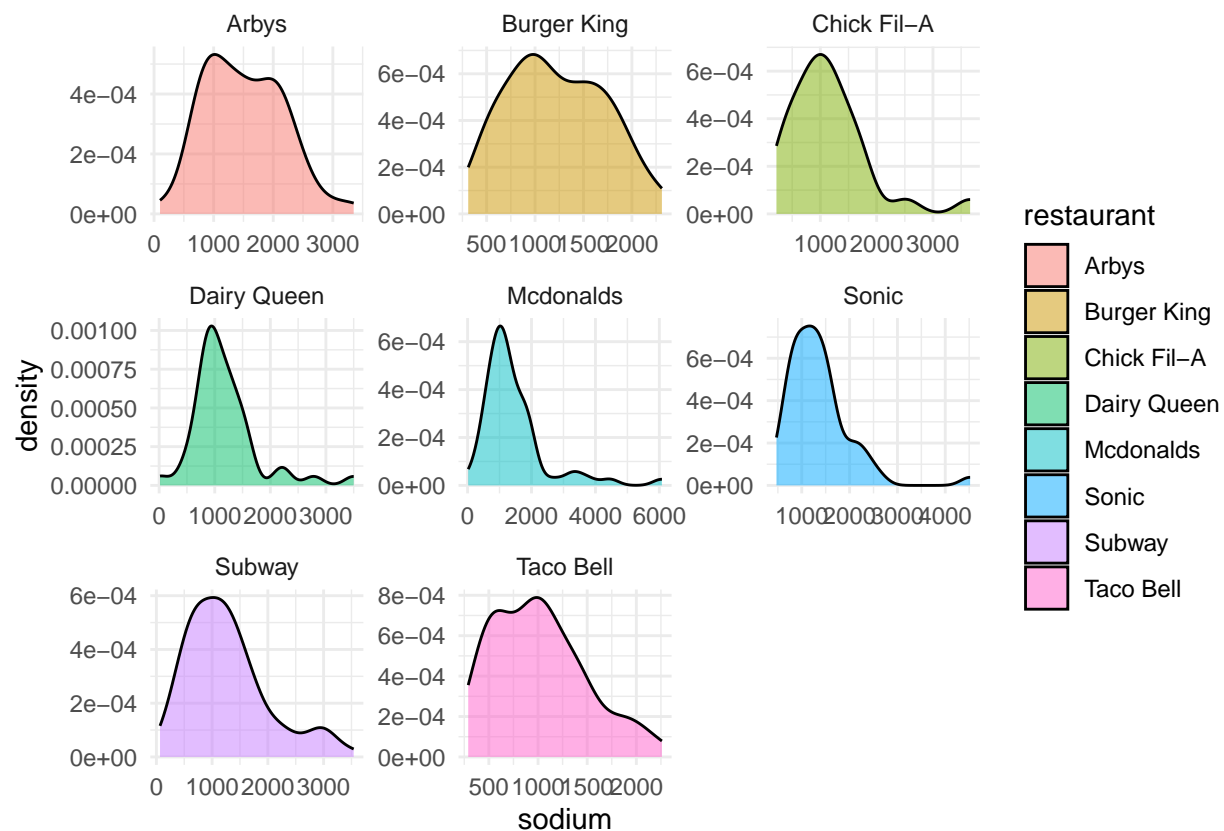 Arbys
Burger King
Chick Fil−A
4e−04
2e−04
0e+00
0 1000 2000 3000
6e−04
4e−04
2e−04
0e+00
500 1000 1500 2000
6e−04
4e−04
2e−04
0e+00
1000 2000 3000
Dairy Queen
Mcdonalds
Sonic
0.00100
0.00075
0.00050
0.00025
0.00000
0 1000 2000 3000
6e−04
4e−04
2e−04
0e+00
0 2000 4000 6000
6e−04
4e−04
2e−04
0e+00
1000 2000 3000 4000
Subway
Taco Bell
6e−04
4e−04
2e−04
0e+00
0 1000 2000 3000
8e−04
6e−04
4e−04
2e−04
0e+00
500 1000 1500 2000
sodium
density
restaurant
Arbys
Burger King
Chick Fil−A
Dairy Queen
Mcdonalds
Sonic
Subway
Taco Bell